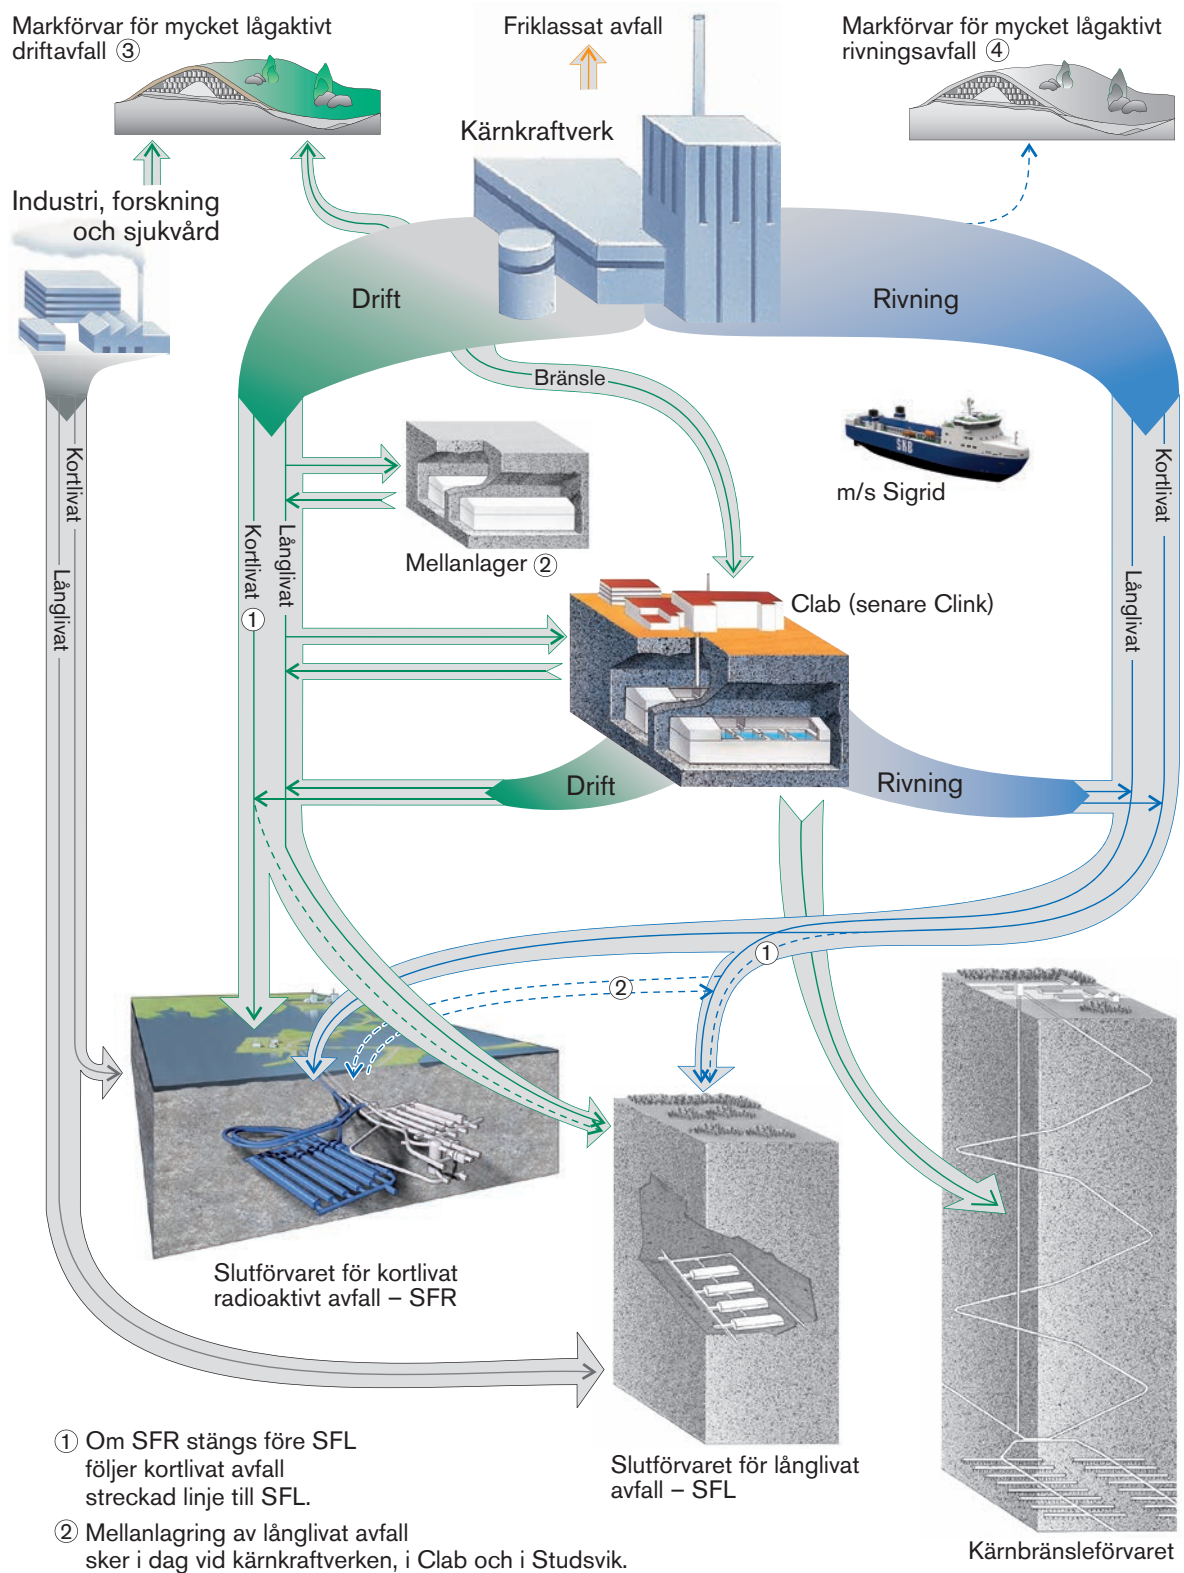 Markförvar för mycket lågaktivt
driftavfall ③
Friklassat avfall
Markförvar för mycket lågaktivt
rivningsavfall ④
Kärnkraftverk
Industri, forskning
och sjukvård
Drift
Rivning
Bränsle
SKB
m/s Sigrid
Kortlivat
Långlivat
Kortlivat ①
Långlivat
Mellanlager ②
Kortlivat
Långlivat
Clab (senare Clink)
Drift
Rivning
①
②
Slutförvaret för kortlivat
radioaktivt avfall – SFR
Slutförvaret för långlivat
avfall – SFL
Kärnbränsleförvaret
① Om SFR stängs före SFL
följer kortlivat avfall
streckad linje till SFL.
② Mellanlagring av långlivat avfall
sker i dag vid kärnkraftverken, i Clab och i Studsvik.